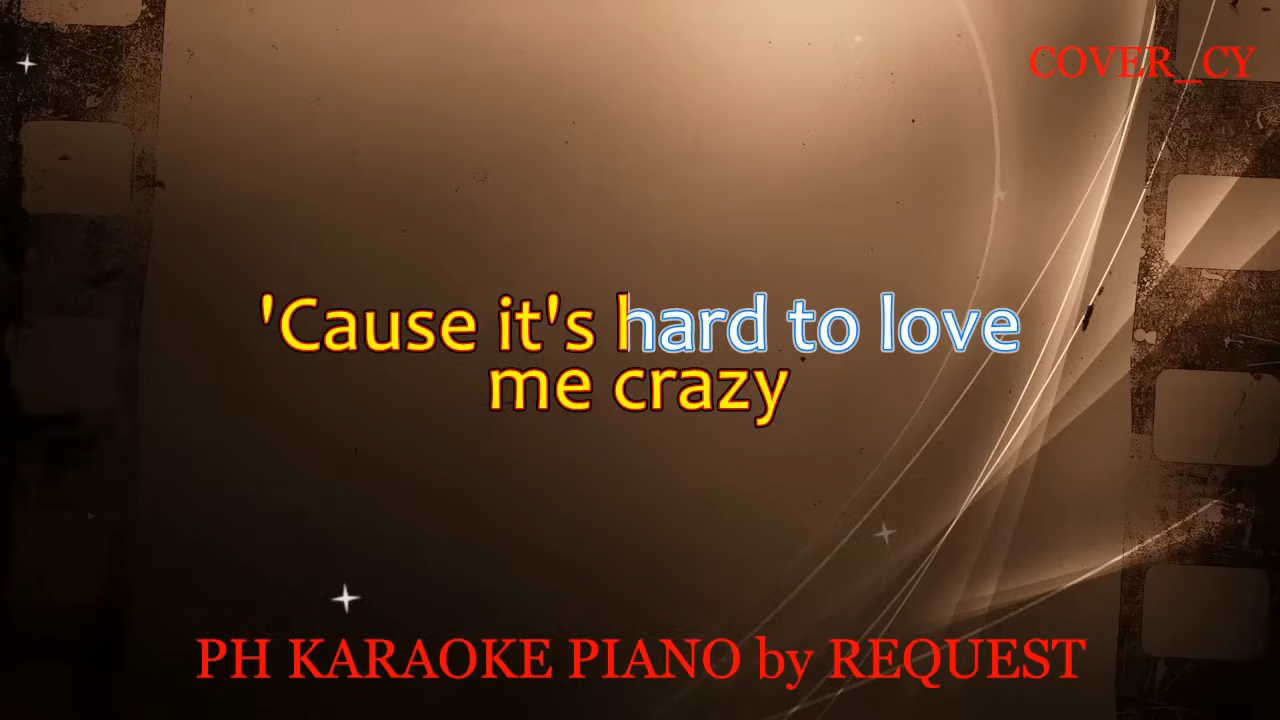 COVER_CY
'Cause it's hard to love
me crazy
PH KARAOKE PIANO by REQUEST